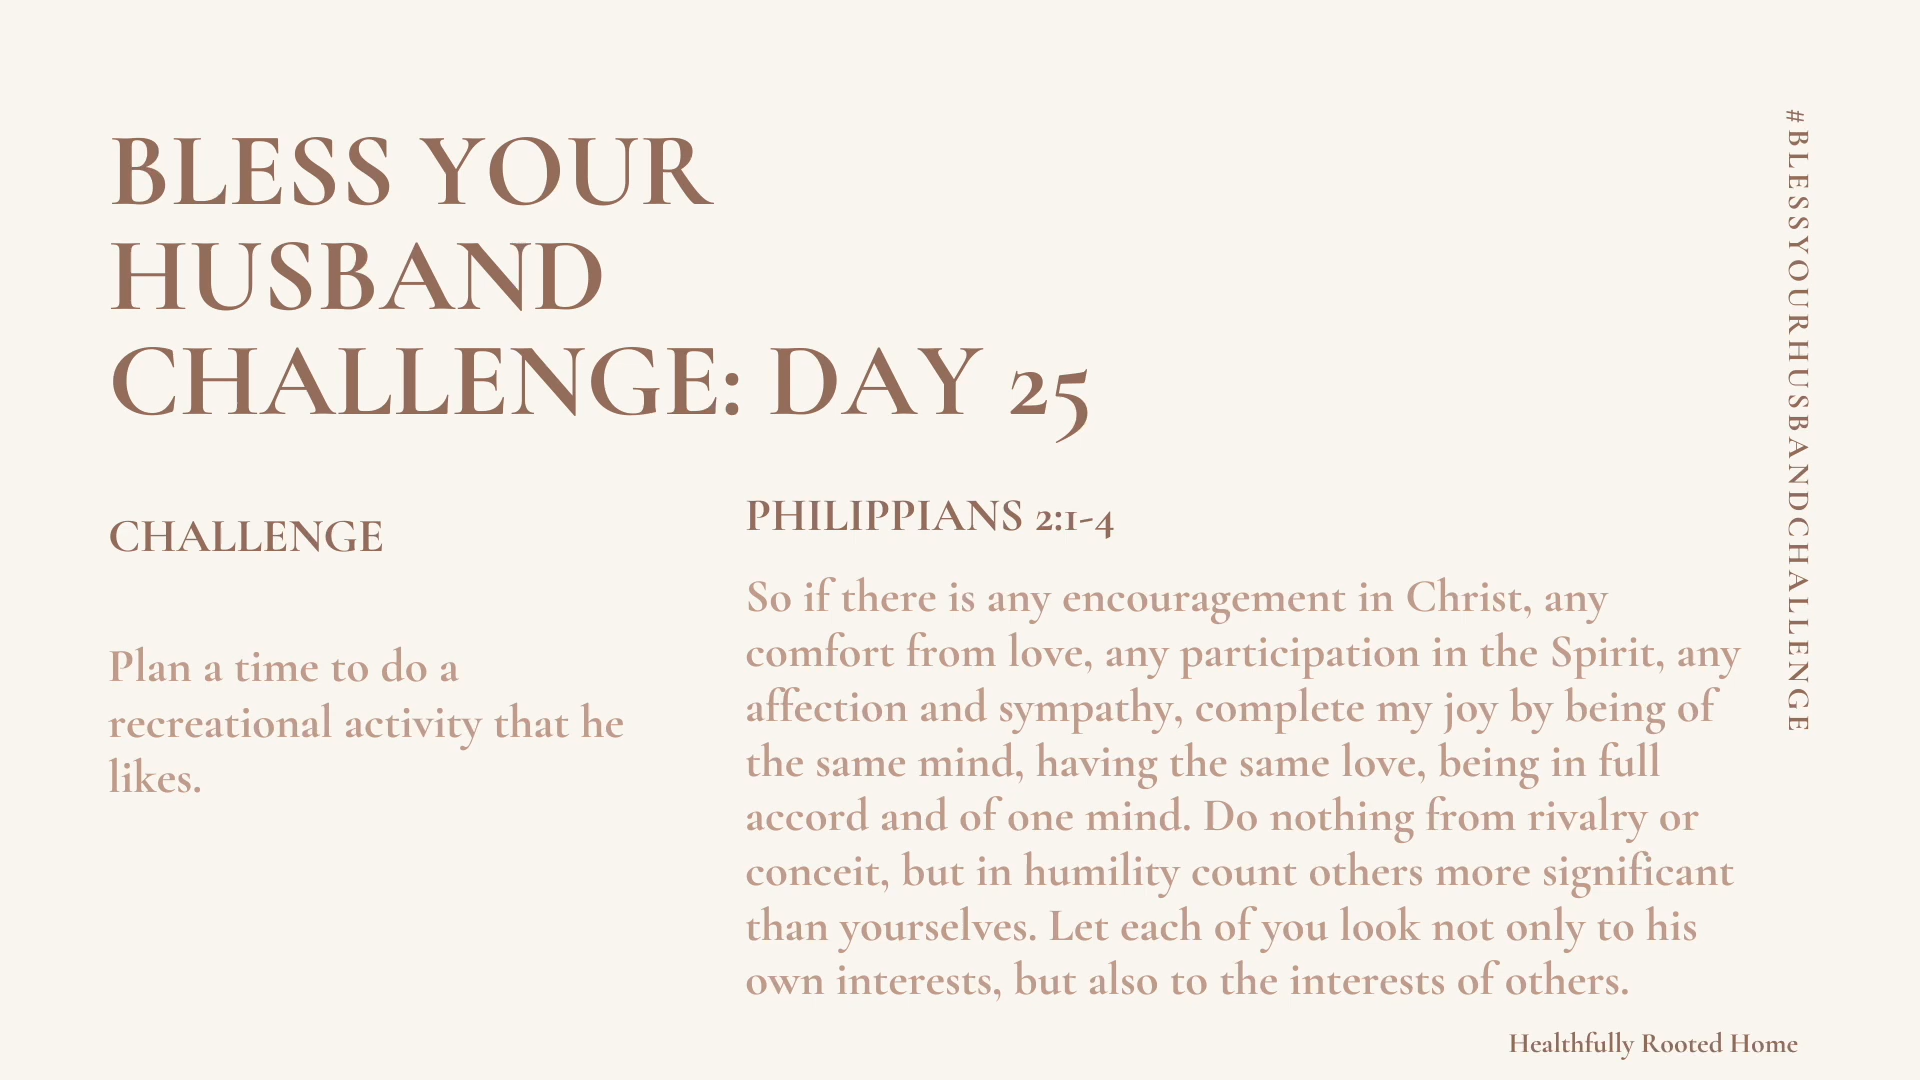 BLESS YOUR
HUSBAND
CHALLENGE: DAY 25
CHALLENGE
Plan a time to do a
recreational activity that he
likes.
PHILIPPIANS 2:1-4
So if there is any encouragement in Christ, any
comfort from love, any participation in the Spirit, any
affection and sympathy, complete my joy by being of
the same mind, having the same love, being in full
accord and of one mind. Do nothing from rivalry or
conceit, but in humility count others more significant
than yourselves. Let each of you look not only to his
own interests, but also to the interests of others.
#BLESSYOURHUSBANDCHALLENGE
Healthfully Rooted Home